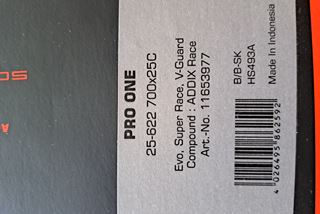 PRO ONE
25-622 700x25C
Evo, Super Race, V-Guard
Compound : ADDIX Race
Art.-No. 11653977
B/B-SK
HS493A
Made in Indonesia
4 026495 862592